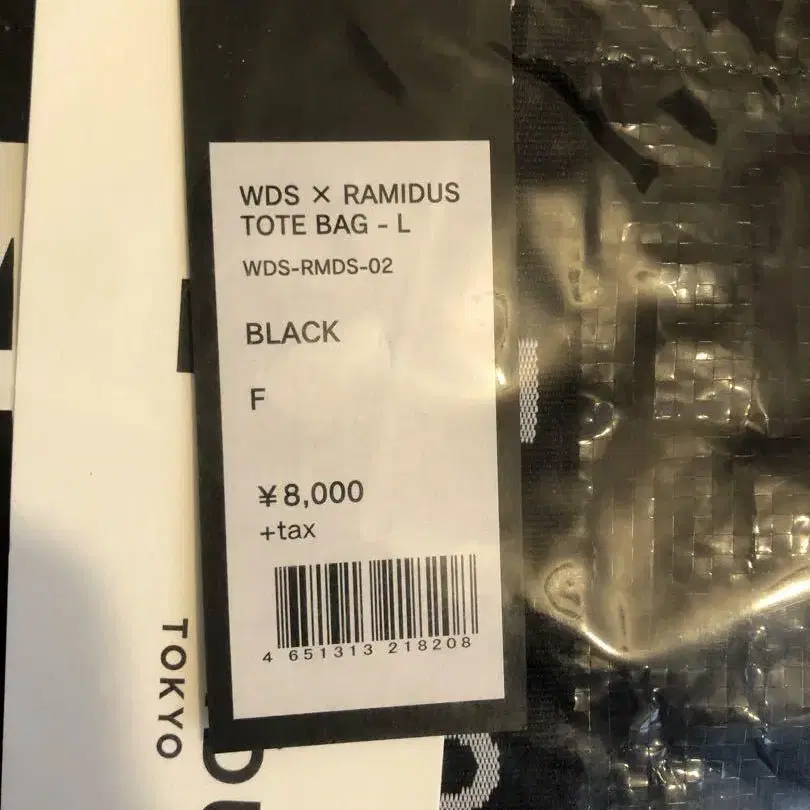 WDS × RAMIDUS
TOTE BAG - L
WDS-RMDS-02
BLACK
F
¥8,000
+tax
4 651313 218208
TOKYO